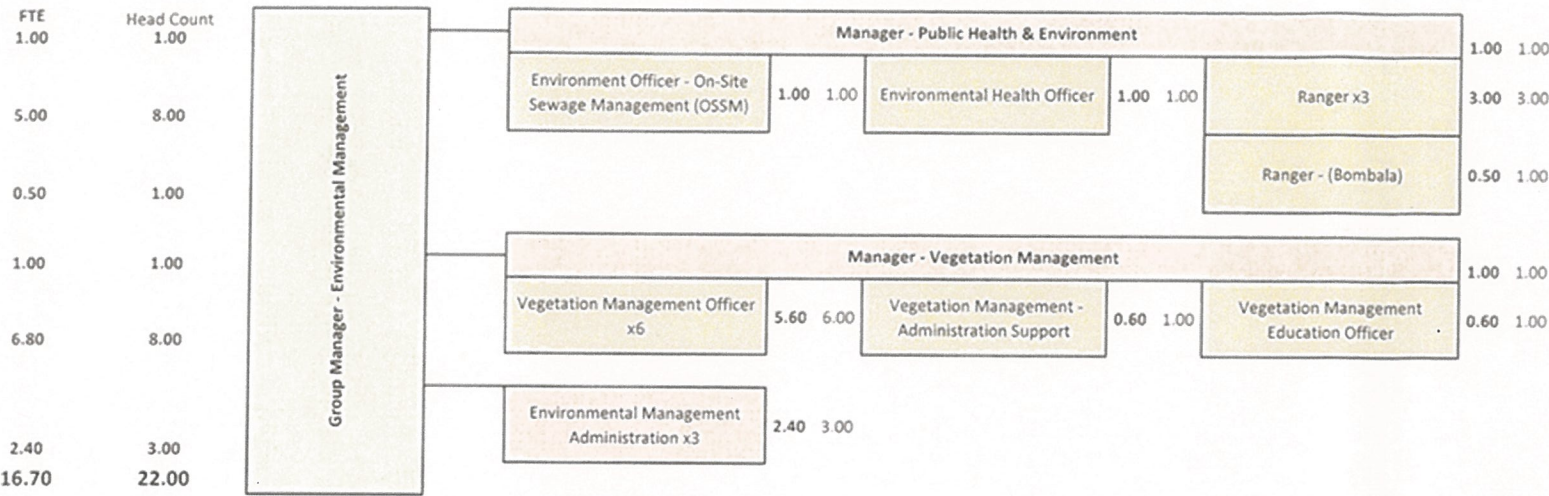 FTE Head Count
1.00 1.00
Manager - Public Health & Environment
1.00 1.00
Environment Officer - On-Site
Sewage Management (OSSM)
1.00 1.00
Environmental Health Officer
1.00 1.00
Ranger x3
3.00 3.00
5.00 8.00
Ranger - (Bombala)
0.50 1.00
0.50 1.00
Group Manager - Environmental Management
Manager - Vegetation Management
1.00 1.00
1.00 1.00
Vegetation Management Officer
x6
5.60 6.00
Vegetation Management -
Administration Support
0.60 1.00
Vegetation Management
Education Officer
0.60 1.00
6.80 8.00
Environmental Management
Administration x3
2.40 3.00
2.40 3.00
16.70 22.00